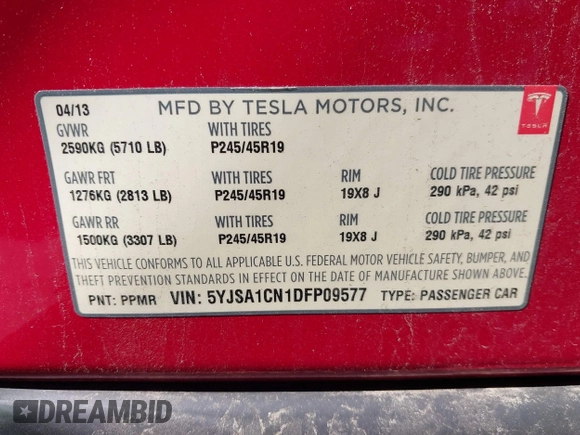 04/13 MFD BY TESLA MOTORS, INC.
TESLA
GVWR WITH TIRES
2590KG (5710 LB) P245/45R19
GAWR FRT WITH TIRES RIM COLD TIRE PRESSURE
1276KG (2813 LB) P245/45R19 19X8 J 290 kPa, 42 psi
GAWR RR WITH TIRES RIM COLD TIRE PRESSURE
1500KG (3307 LB) P245/45R19 19X8 J 290 kPa, 42 psi
THIS VEHICLE CONFORMS TO ALL APPLICABLE U.S. FEDERAL MOTOR VEHICLE SAFETY, BUMPER, AND
THEFT PREVENTION STANDARDS IN EFFECT ON THE DATE OF MANUFACTURE SHOWN ABOVE.
PNT: PPMR VIN: 5YJSA1CN1DFP09577 TYPE: PASSENGER CAR
DREAMBID